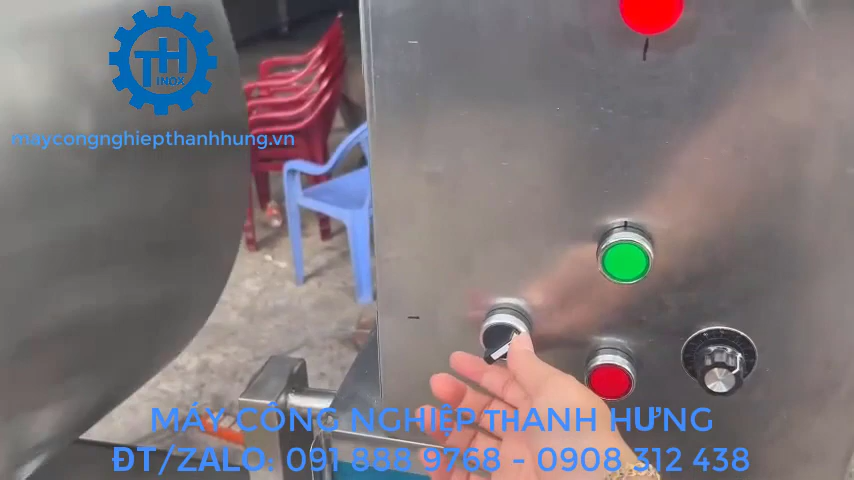 TH
INOX
maycongnghiepthanhhung.vn
MÁY CÔNG NGHIỆP THANH HƯNG
ĐT/ZALO: 091 888 9768 - 0908 312 438